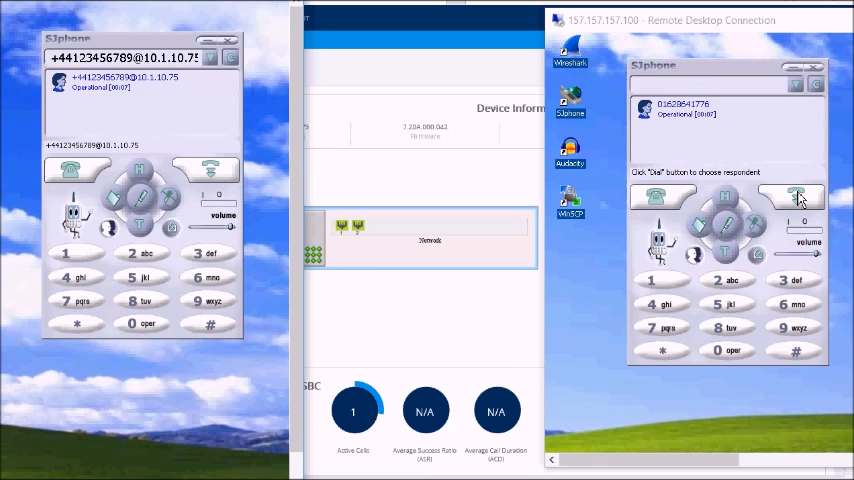 SJphone
+44123456789@10.1.10.75
+44123456789@10.1.10.75
Operational [00:07]
+44123456789@10.1.10.75
H
T
0
volume
1
2 abc
3 def
4 ghi
5 jkl
6 mno
7 pqrs
8 tuv
9 wxyz
*
0 oper
#
Device Inform
7.20A.000.042
Firmware
1
2
Network
SBC
1
N/A
N/A
Active Calls
Average Success Ratio
(ASR)
Average Call Duration
(ACD)
157.157.157.100 - Remote Desktop Connection
Wireshark
SJphone
Audacity
WinSCP
SJphone
01628641776
Operational [00:07]
Click "Dial" button to choose respondent
H
T
0
volume
1
2 abc
3 def
4 ghi
5 jkl
6 mno
7 pqrs
8 tuv
9 wxyz
*
0 oper
#